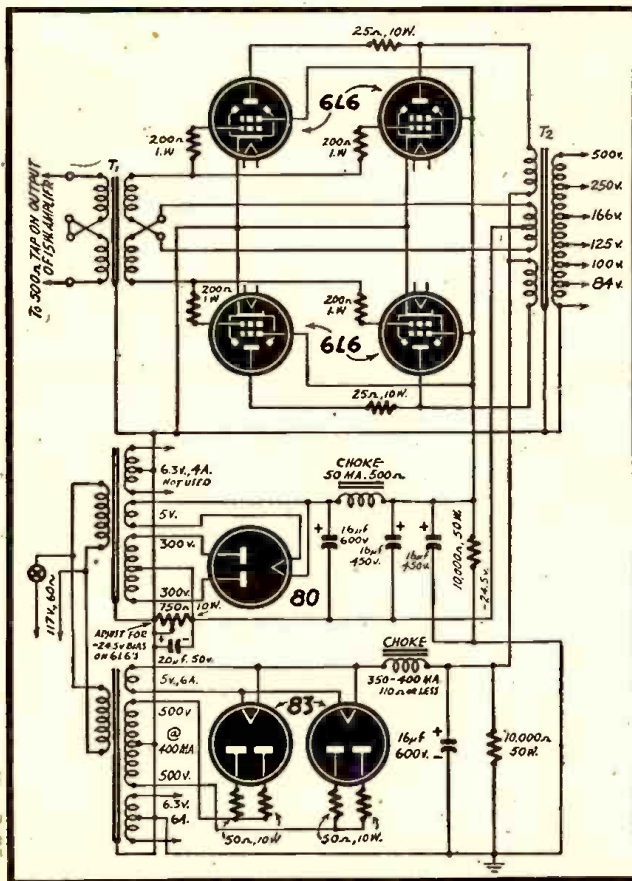 25Ω, 10W.
6L6
200Ω
1.W
200Ω
1W
T1
T2
500v.
250v.
166v.
125v.
100v.
84v.
TO 500Ω TAP ON OUTPUT
OF 15W. AMPLIFIER
200Ω
1W
200Ω
1W
6L6
25Ω, 10W.
6.3v., 4A.
NOT USED
5v.
300v.
300v.
CHOKE
50 MA. 500Ω
16µf
600v.
16µf
450v.
16µf
450v.
10,000Ω, 50W.
-24.5v.
80
117V, 60~
750Ω 10W.
ADJUST FOR
-24.5V. BIAS
ON 6L6'S
20µf. 50v.
5v., 6A.
83
CHOKE
350-400 MA
110Ω OR LESS
500v
@
400MA
500v.
6.3v.
6A.
16µf
600v.
10,000Ω
50W.
50Ω, 10W.
50Ω, 10W.